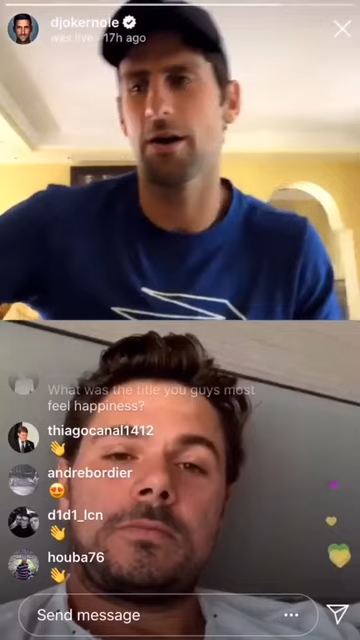 djokernole
was live · 17h ago
What was the title you guys most
feel happiness?
thiagocanal1412
👋
andrebordier
😍
d1d1_lcn
👋
houba76
👋
Send message